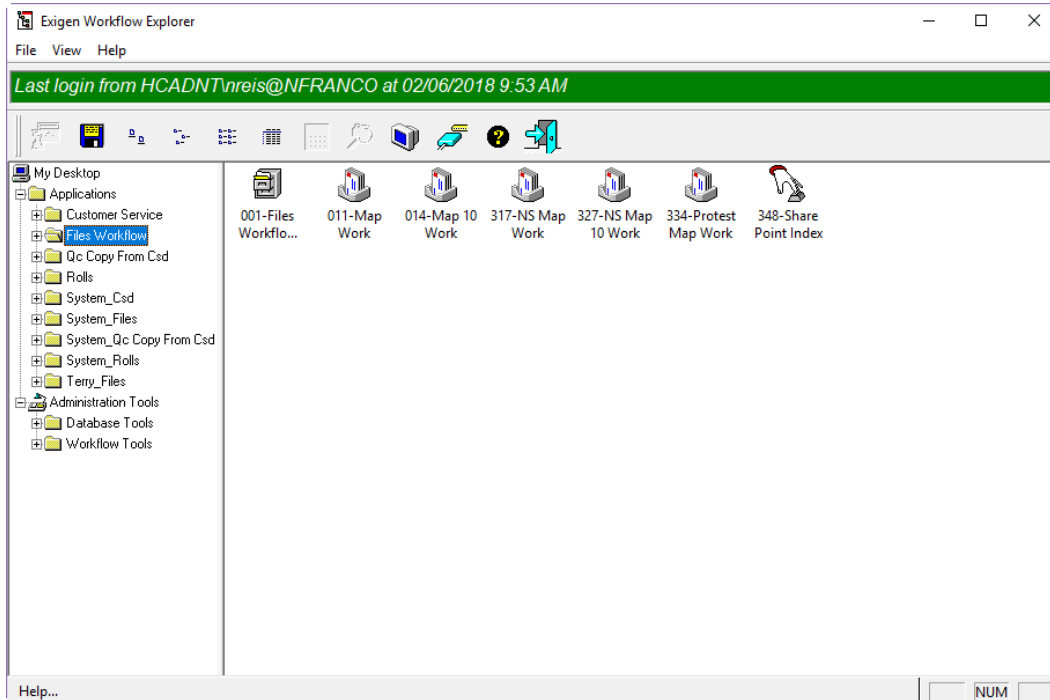 Exigen Workflow Explorer
File View Help
Last login from HCADNT\nreis@NFRANCO at 02/06/2018 9:53 AM
My Desktop
Applications
Customer Service
Files Workflow
Qc Copy From Csd
Rolls
System_Csd
System_Files
System_Qc Copy From Csd
System_Rolls
Terry_Files
Administration Tools
Database Tools
Workflow Tools
001-Files
Workflo...
011-Map
Work
014-Map 10
Work
317-NS Map
Work
327-NS Map
10 Work
334-Protest
Map Work
348-Share
Point Index
Help...
NUM